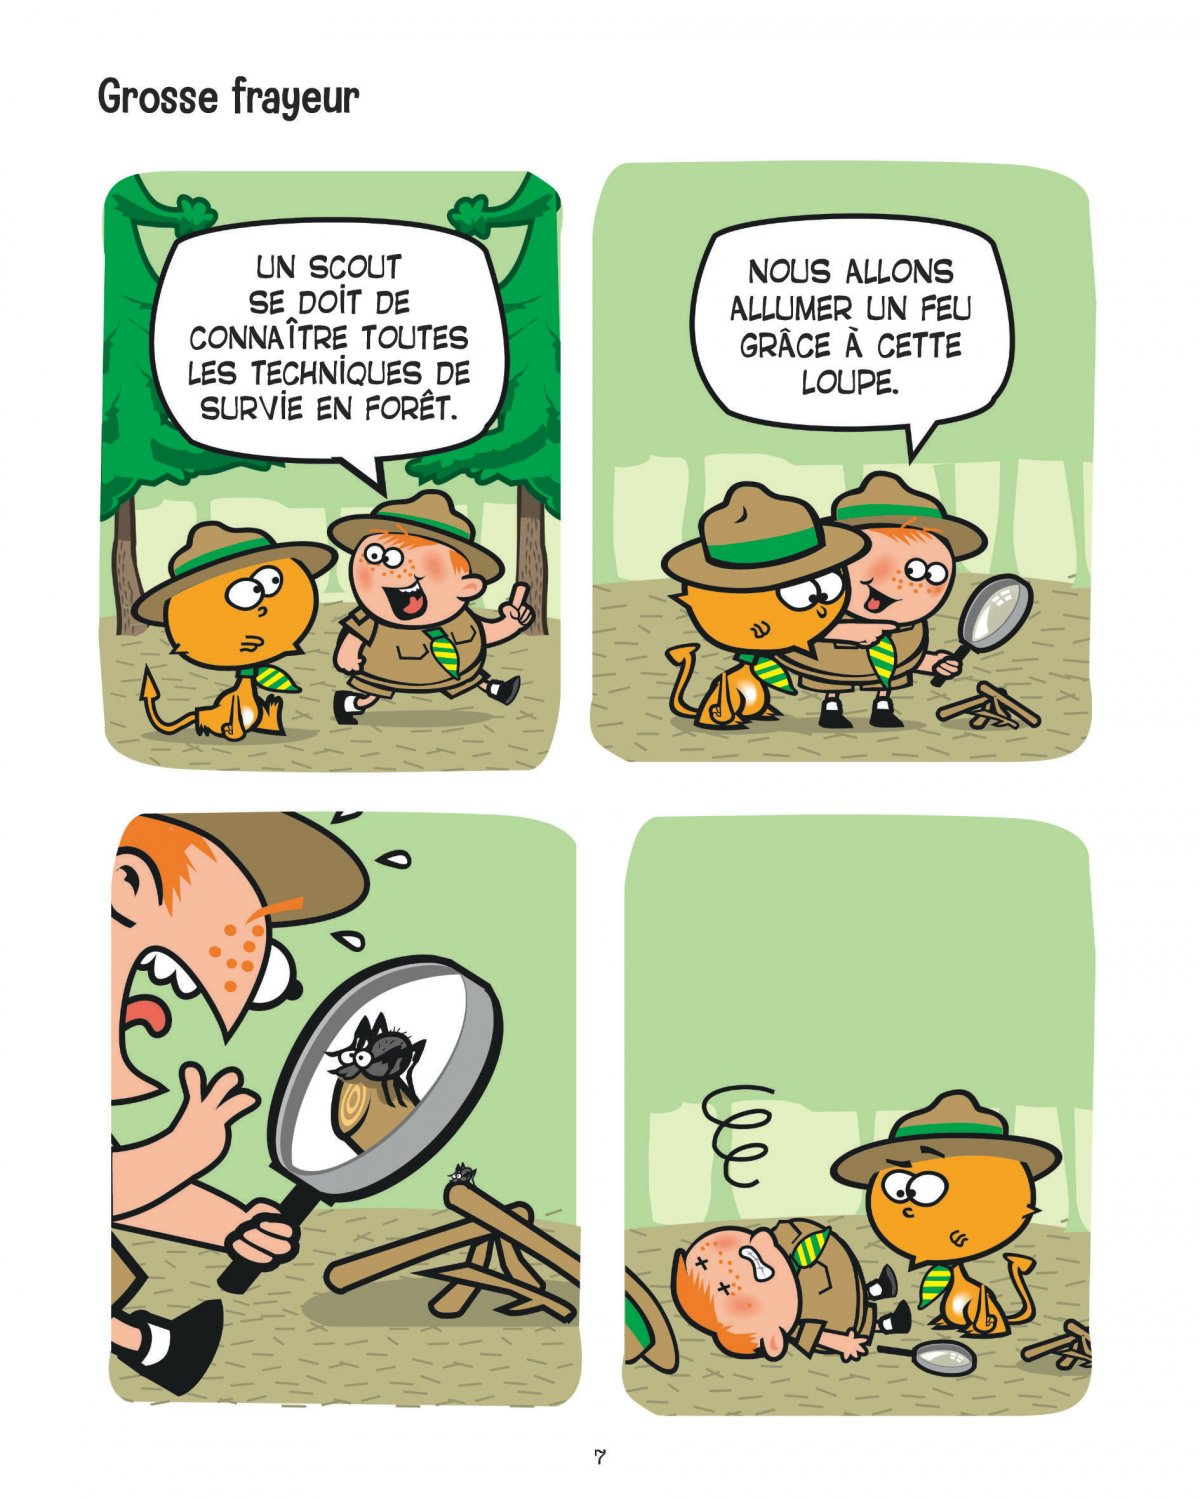 Grosse frayeur
UN SCOUT
SE DOIT DE
CONNAÎTRE TOUTES
LES TECHNIQUES DE
SURVIE EN FORÊT.
NOUS ALLONS
ALLUMER UN FEU
GRÂCE À CETTE
LOUPE.
7